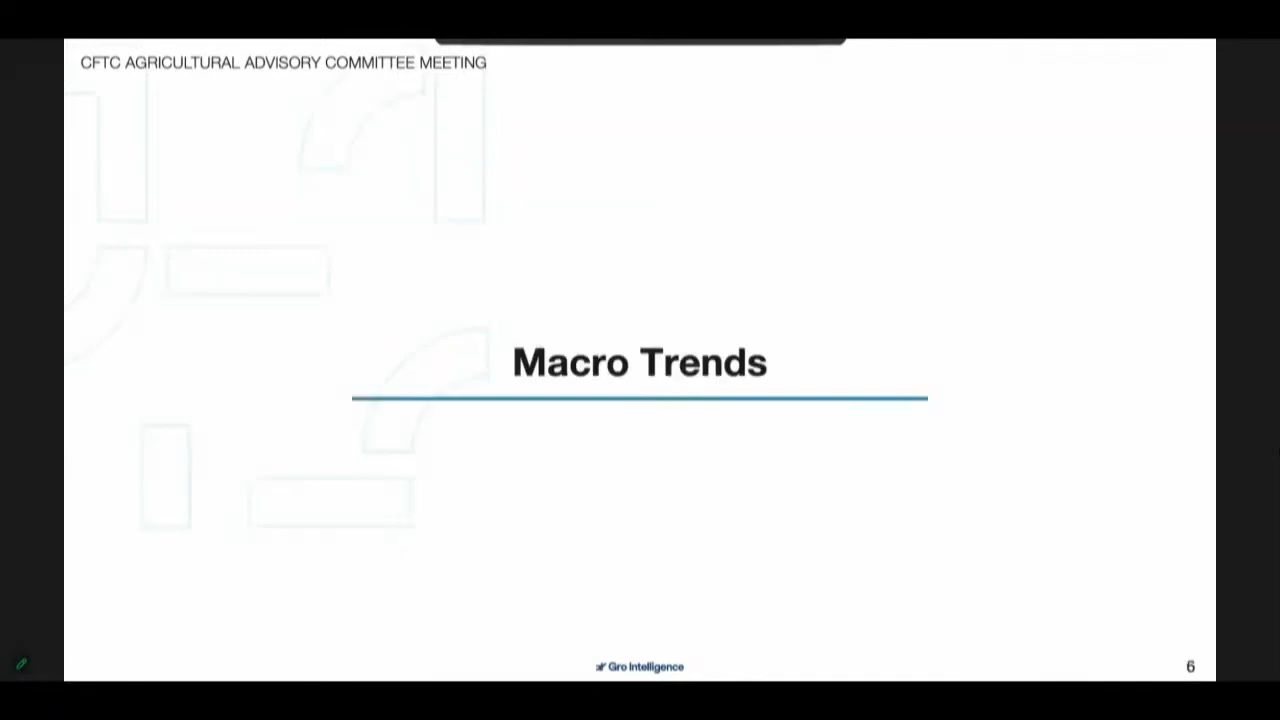 CFTC AGRICULTURAL ADVISORY COMMITTEE MEETING
Macro Trends
Gro Intelligence
6